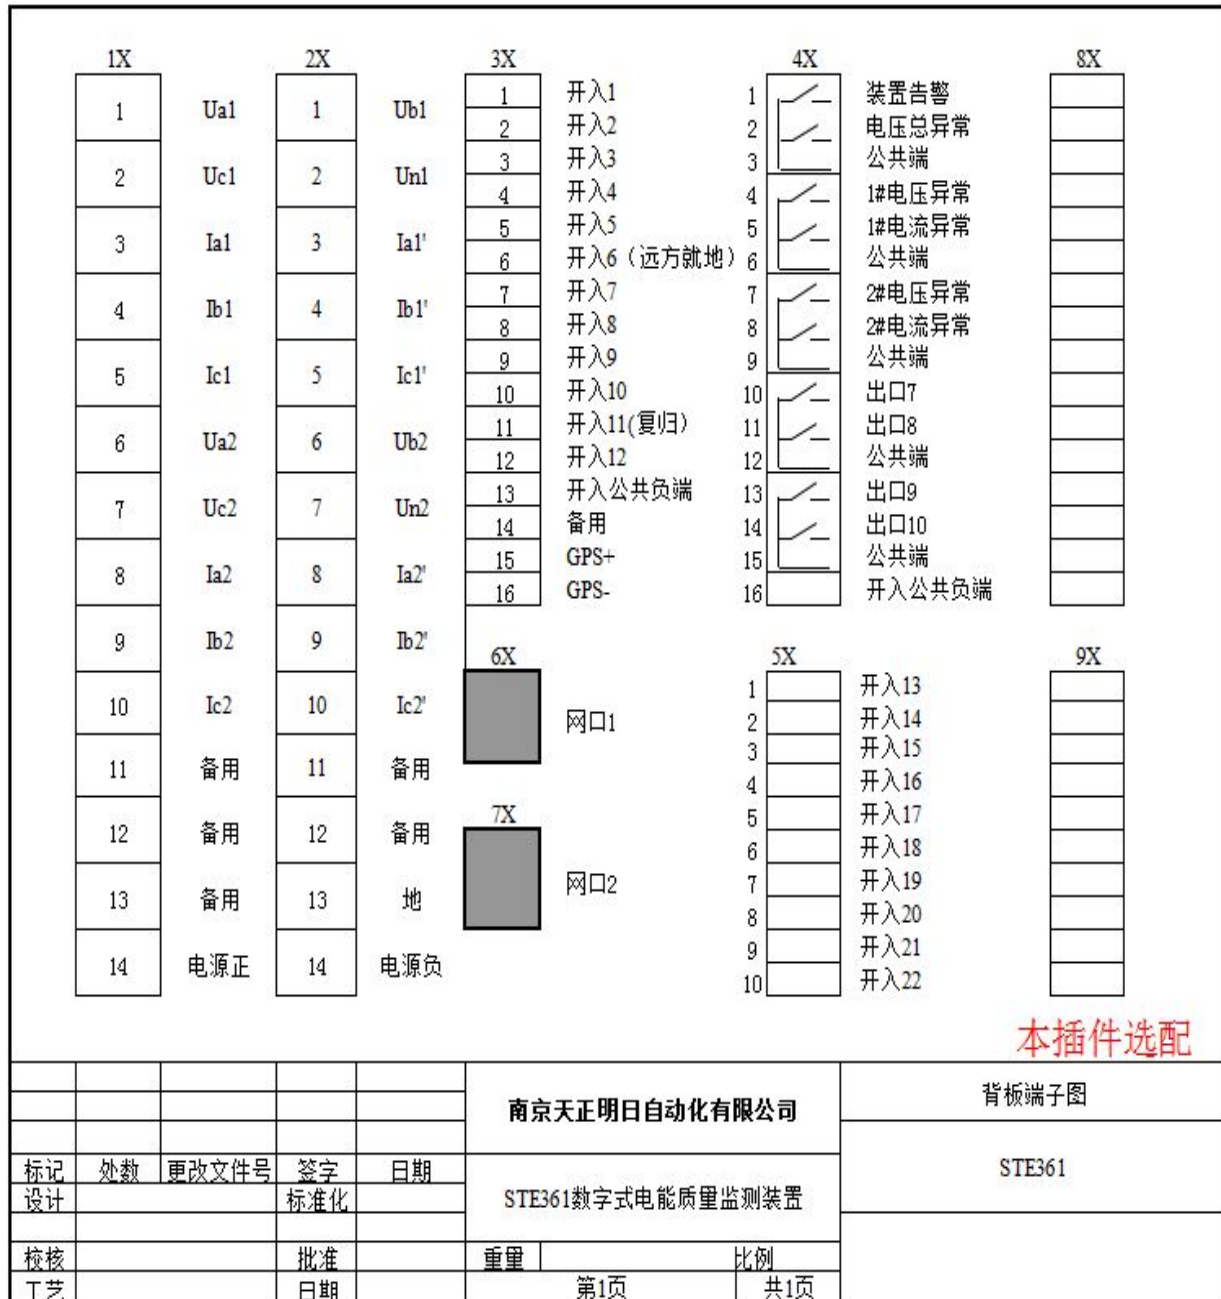 1X 2X 3X 4X 8X
1 Ua1 1 Ub1 1 开入1 1 装置告警
2 开入2 2 电压总异常
2 Uc1 2 Un1 3 开入3 3 公共端
4 开入4 4 1#电压异常
3 Ia1 3 Ia1' 5 开入5 5 1#电流异常
6 开入6（远方就地） 6 公共端
4 Ib1 4 Ib1' 7 开入7 7 2#电压异常
8 开入8 8 2#电流异常
5 Ic1 5 Ic1' 9 开入9 9 公共端
10 开入10 10 出口7
6 Ua2 6 Ub2 11 开入11(复归) 11 出口8
12 开入12 12 公共端
7 Uc2 7 Un2 13 开入公共负端 13 出口9
14 备用 14 出口10
8 Ia2 8 Ia2' 15 GPS+ 15 公共端
16 GPS- 16 开入公共负端
9 Ib2 9 Ib2' 6X 5X 9X
10 Ic2 10 Ic2' 网口1 1 开入13
2 开入14
11 备用 11 备用 3 开入15
4 开入16
12 备用 12 备用 7X 5 开入17
6 开入18
13 备用 13 地 网口2 7 开入19
8 开入20
14 电源正 14 电源负 9 开入21
10 开入22
本插件选配
南京天正明日自动化有限公司 背板端子图
标记 处数 更改文件号 签字 日期 STE361数字式电能质量监测装置 STE361
设计 标准化
校核 批准 重量 比例
工艺 日期 第1页 共1页